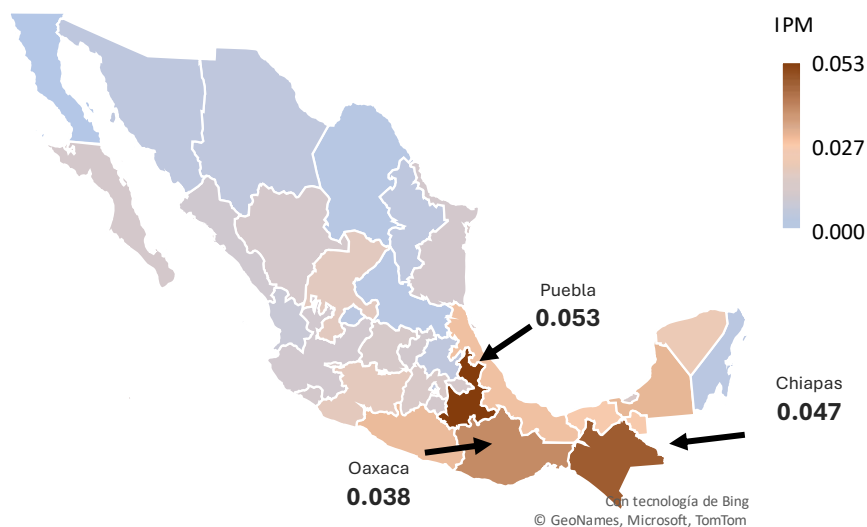 IPM
0.053
0.027
0.000
Puebla
0.053
Chiapas
0.047
Oaxaca
0.038
Con tecnología de Bing
© GeoNames, Microsoft, TomTom